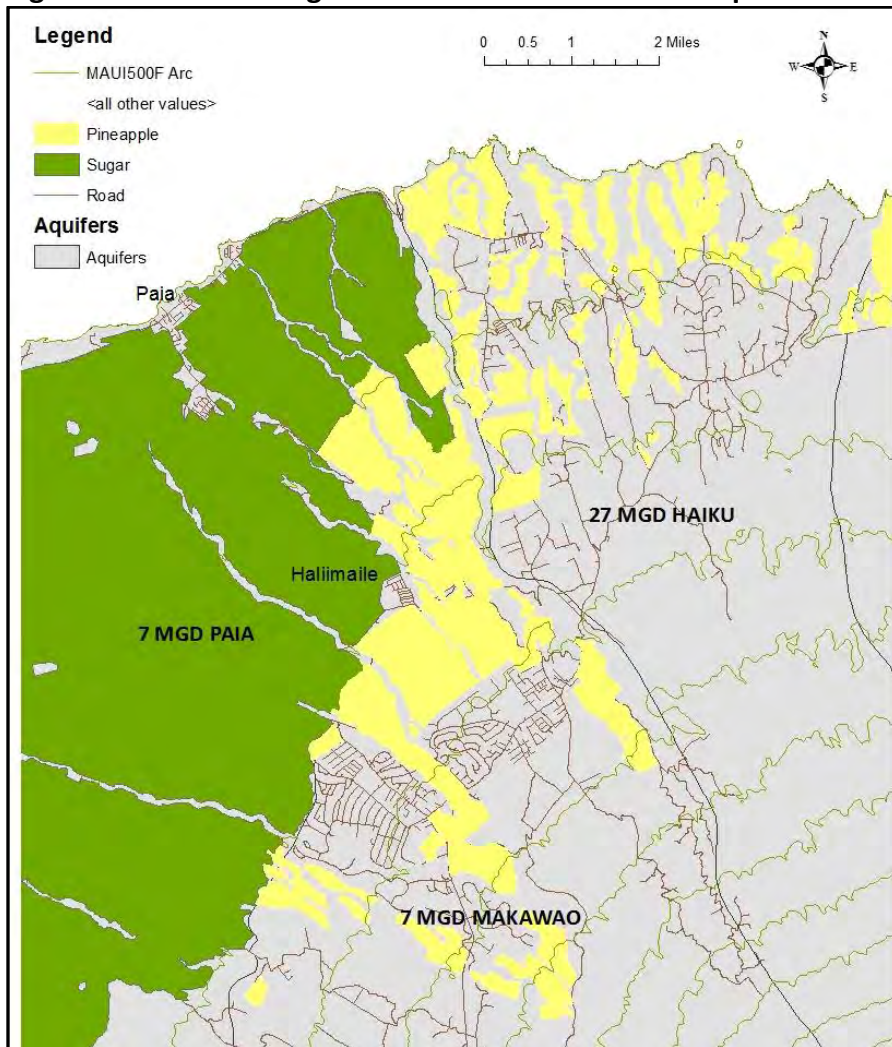 Legend
MAUI500F Arc
<all other values>
Pineapple
Sugar
Road
Aquifers
Aquifers
0 0.5 1 2 Miles
N
W E
S
Paia
27 MGD HAIKU
Haliimaile
7 MGD PAIA
7 MGD MAKAWAO